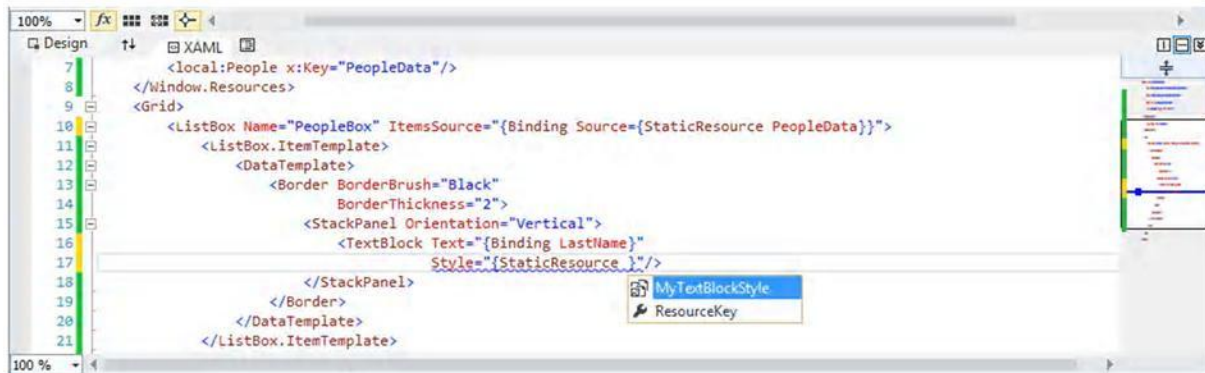 100%
Design XAML
7 <local:People x:Key="PeopleData"/>
8 </Window.Resources>
9 <Grid>
10 <ListBox Name="PeopleBox" ItemsSource="{Binding Source={StaticResource PeopleData}}">
11 <ListBox.ItemTemplate>
12 <DataTemplate>
13 <Border BorderBrush="Black"
14 BorderThickness="2">
15 <StackPanel Orientation="Vertical">
16 <TextBlock Text="{Binding LastName}"
17 Style="{StaticResource }"/>
18 </StackPanel>
MyTextBlockStyle
19 </Border>
ResourceKey
20 </DataTemplate>
21 </ListBox.ItemTemplate>
100 %